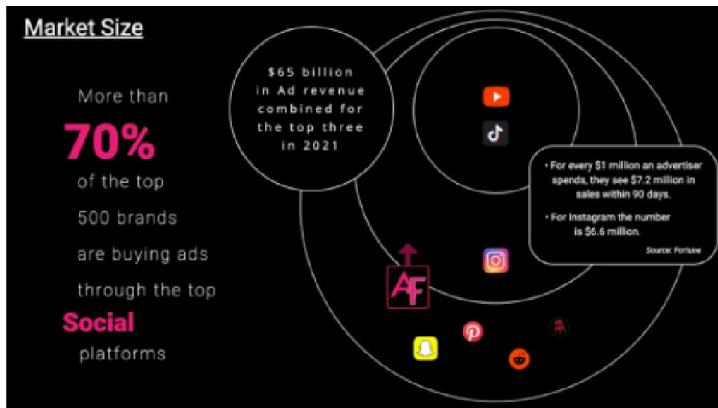 Market Size
More than
70%
of the top
500 brands
are buying ads
through the top
Social
platforms
$65 billion
in Ad revenue
combined for
the top three
in 2021
• For every $1 million an advertiser
spends, they see $7.2 million in
sales within 90 days.
• For Instagram the number
is $6.6 million.
Source: Fortune
AF